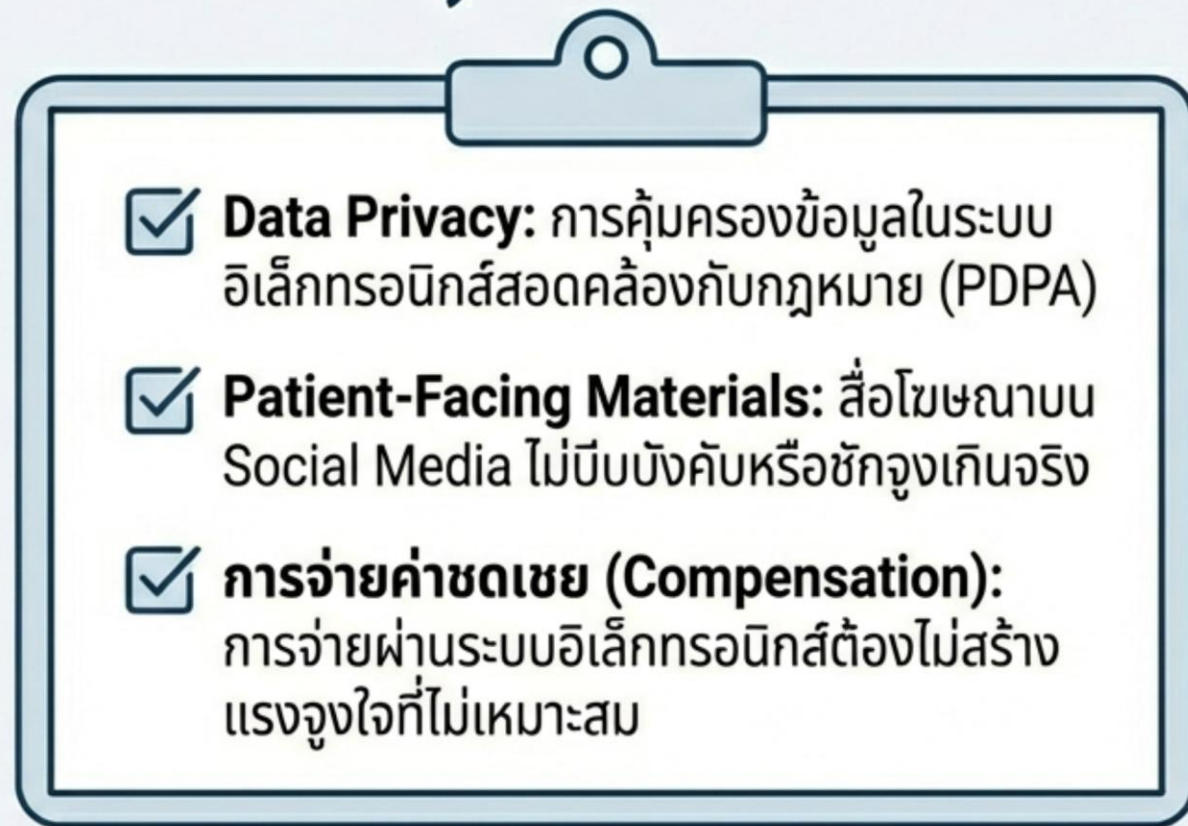 Data Privacy: การคุ้มครองข้อมูลในระบบ
อิเล็กทรอนิกส์สอดคล้องกับกฎหมาย (PDPA)
Patient-Facing Materials: สื่อโฆษณาบน
Social Media ไม่บีบบังคับหรือชักจูงเกินจริง
การจ่ายค่าชดเชย (Compensation):
การจ่ายผ่านระบบอิเล็กทรอนิกส์ต้องไม่สร้าง
แรงจูงใจที่ไม่เหมาะสม